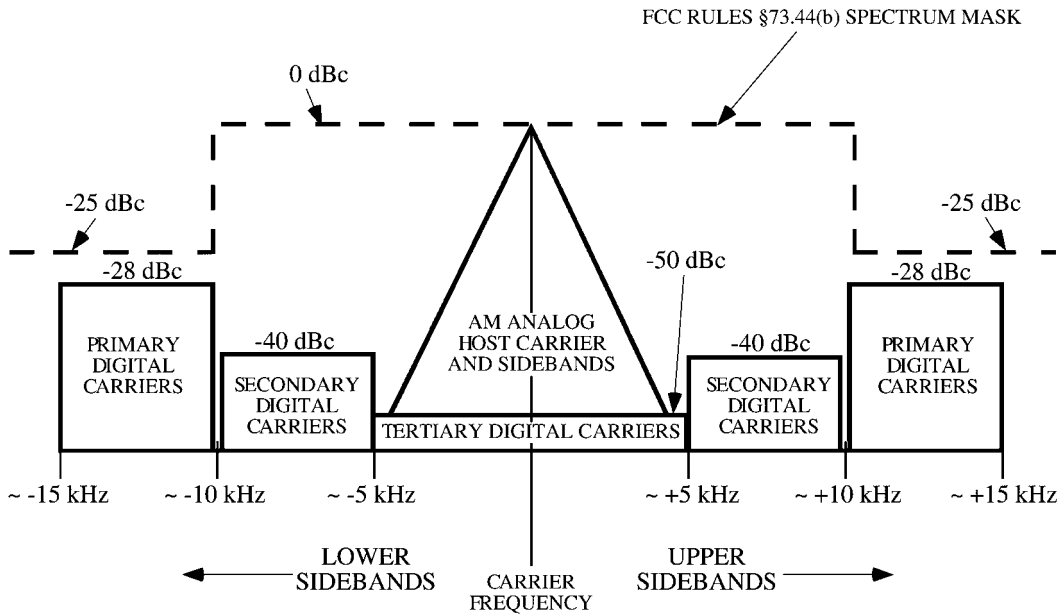 FCC RULES §73.44(b) SPECTRUM MASK
0 dBc
-25 dBc
-25 dBc
-28 dBc
-50 dBc
-28 dBc
PRIMARY
DIGITAL
CARRIERS
-40 dBc
SECONDARY
DIGITAL
CARRIERS
AM ANALOG
HOST CARRIER
AND SIDEBANDS
-40 dBc
SECONDARY
DIGITAL
CARRIERS
PRIMARY
DIGITAL
CARRIERS
TERTIARY DIGITAL CARRIERS
~ -15 kHz
~ -10 kHz
~ -5 kHz
~ +5 kHz
~ +10 kHz
~ +15 kHz
LOWER
SIDEBANDS
CARRIER
FREQUENCY
UPPER
SIDEBANDS